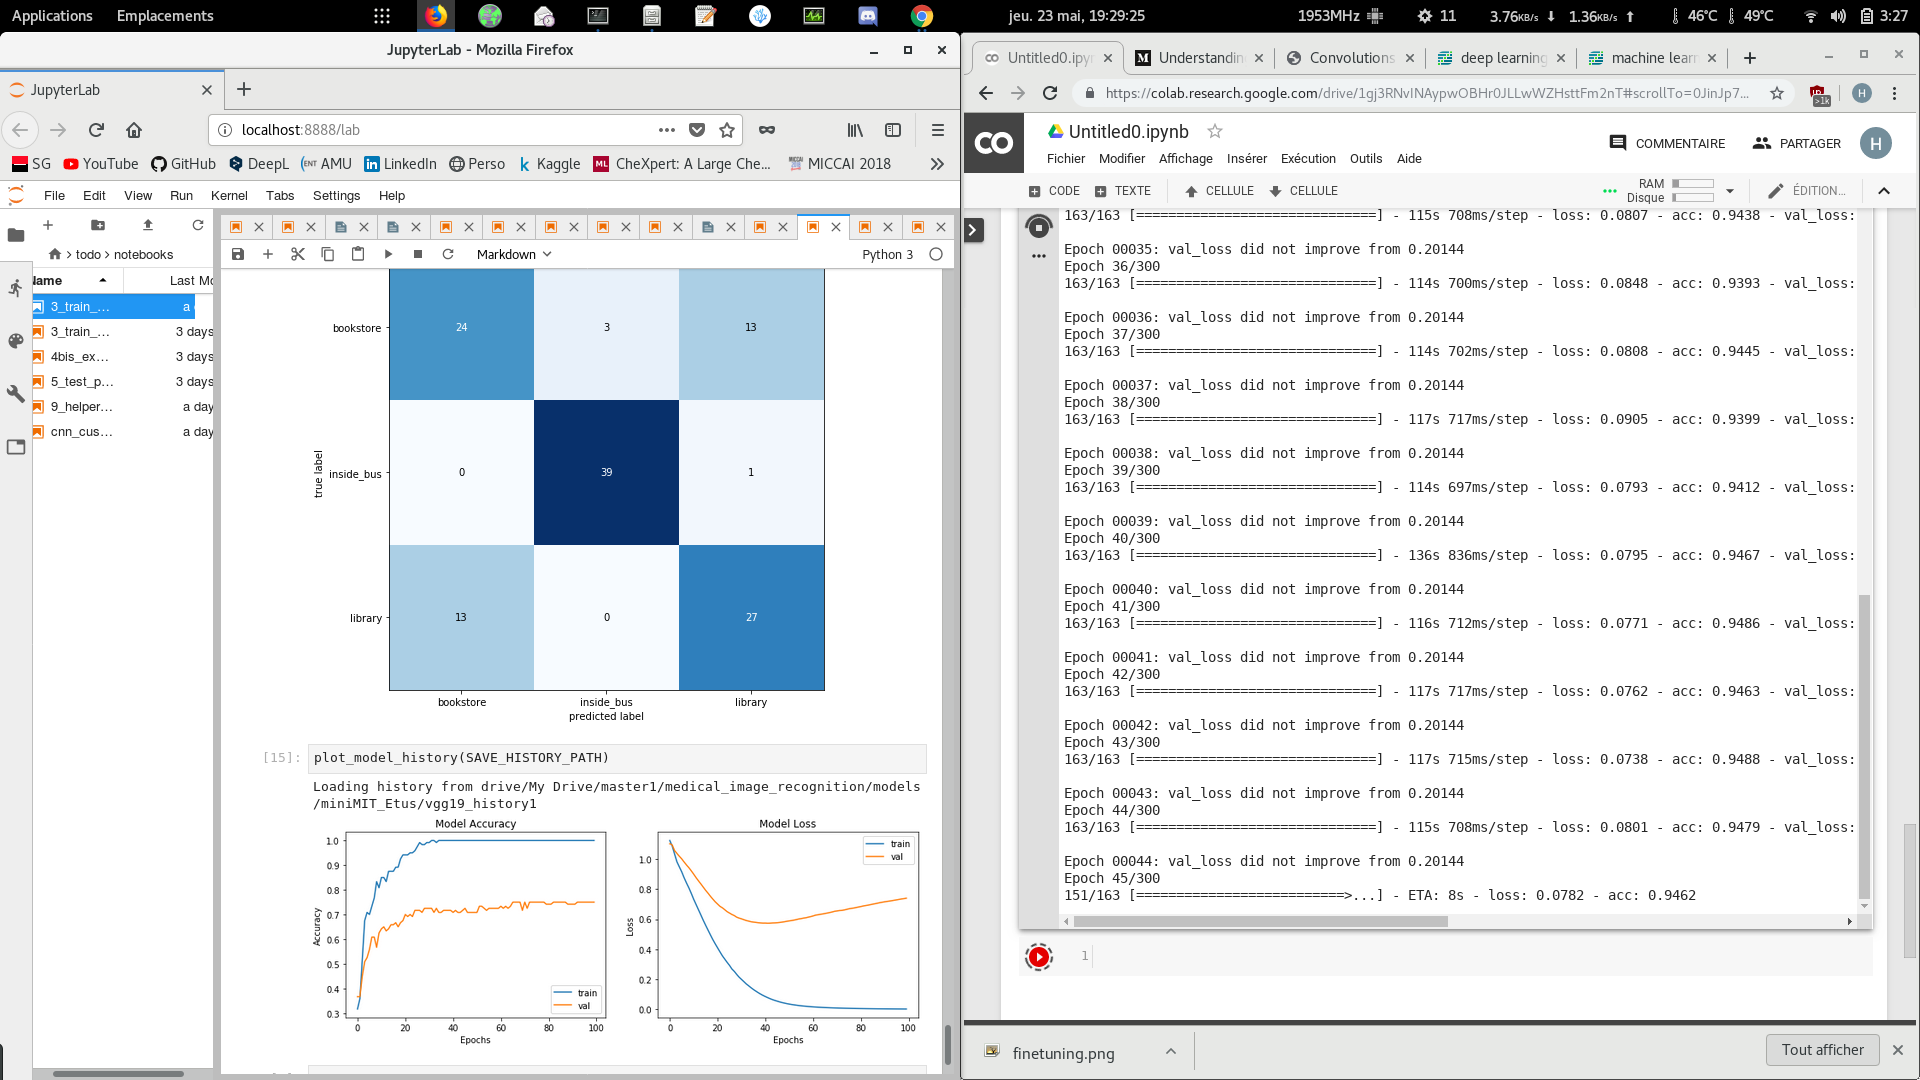 Applications Emplacements jeu. 23 mai, 19:29:25 1953MHz 11 3.76KB/s 1.36KB/s 46°C 49°C 3:27
JupyterLab - Mozilla Firefox
JupyterLab
localhost:8888/lab
SG YouTube GitHub DeepL AMU LinkedIn Perso Kaggle CheXpert: A Large Che... MICCAI 2018
File Edit View Run Kernel Tabs Settings Help
todo notebooks
Name Last Mo
3_train_... a
3_train_... 3 days
4bis_ex... 3 days
5_test_p... 3 days
9_helper... a day
cnn_cus... a day
Markdown Python 3
bookstore 24 3 13
true label
inside_bus 0 39 1
library 13 0 27
bookstore inside_bus library
predicted label
[15]: plot_model_history(SAVE_HISTORY_PATH)
Loading history from drive/My Drive/master1/medical_image_recognition/models
/miniMIT_Etus/vgg19_history1
Model Accuracy
Accuracy
1.0
0.9
0.8
0.7
0.6
0.5
0.4
0.3
train
val
0 20 40 60 80 100
Epochs
Model Loss
Loss
1.0
0.8
0.6
0.4
0.2
0.0
train
val
0 20 40 60 80 100
Epochs
Untitled0.ipyn Understandin Convolutions deep learning machine learn
https://colab.research.google.com/drive/1gj3RNvINAypwOBHr0JLLwWZHsttFm2nT#scrollTo=0JinJp7... >1k H
CO Untitled0.ipynb
Fichier Modifier Affichage Insérer Exécution Outils Aide
COMMENTAIRE PARTAGER H
CODE TEXTE CELLULE CELLULE RAM Disque ÉDITION...
163/163 [==============================] - 115s 708ms/step - loss: 0.0807 - acc: 0.9438 - val_loss:
Epoch 00035: val_loss did not improve from 0.20144
Epoch 36/300
163/163 [==============================] - 114s 700ms/step - loss: 0.0848 - acc: 0.9393 - val_loss:
Epoch 00036: val_loss did not improve from 0.20144
Epoch 37/300
163/163 [==============================] - 114s 702ms/step - loss: 0.0808 - acc: 0.9445 - val_loss:
Epoch 00037: val_loss did not improve from 0.20144
Epoch 38/300
163/163 [==============================] - 117s 717ms/step - loss: 0.0905 - acc: 0.9399 - val_loss:
Epoch 00038: val_loss did not improve from 0.20144
Epoch 39/300
163/163 [==============================] - 114s 697ms/step - loss: 0.0793 - acc: 0.9412 - val_loss:
Epoch 00039: val_loss did not improve from 0.20144
Epoch 40/300
163/163 [==============================] - 136s 836ms/step - loss: 0.0795 - acc: 0.9467 - val_loss:
Epoch 00040: val_loss did not improve from 0.20144
Epoch 41/300
163/163 [==============================] - 116s 712ms/step - loss: 0.0771 - acc: 0.9486 - val_loss:
Epoch 00041: val_loss did not improve from 0.20144
Epoch 42/300
163/163 [==============================] - 117s 717ms/step - loss: 0.0762 - acc: 0.9463 - val_loss:
Epoch 00042: val_loss did not improve from 0.20144
Epoch 43/300
163/163 [==============================] - 117s 715ms/step - loss: 0.0738 - acc: 0.9488 - val_loss:
Epoch 00043: val_loss did not improve from 0.20144
Epoch 44/300
163/163 [==============================] - 115s 708ms/step - loss: 0.0801 - acc: 0.9479 - val_loss:
Epoch 00044: val_loss did not improve from 0.20144
Epoch 45/300
151/163 [==========================>...] - ETA: 8s - loss: 0.0782 - acc: 0.9462
1
finetuning.png Tout afficher